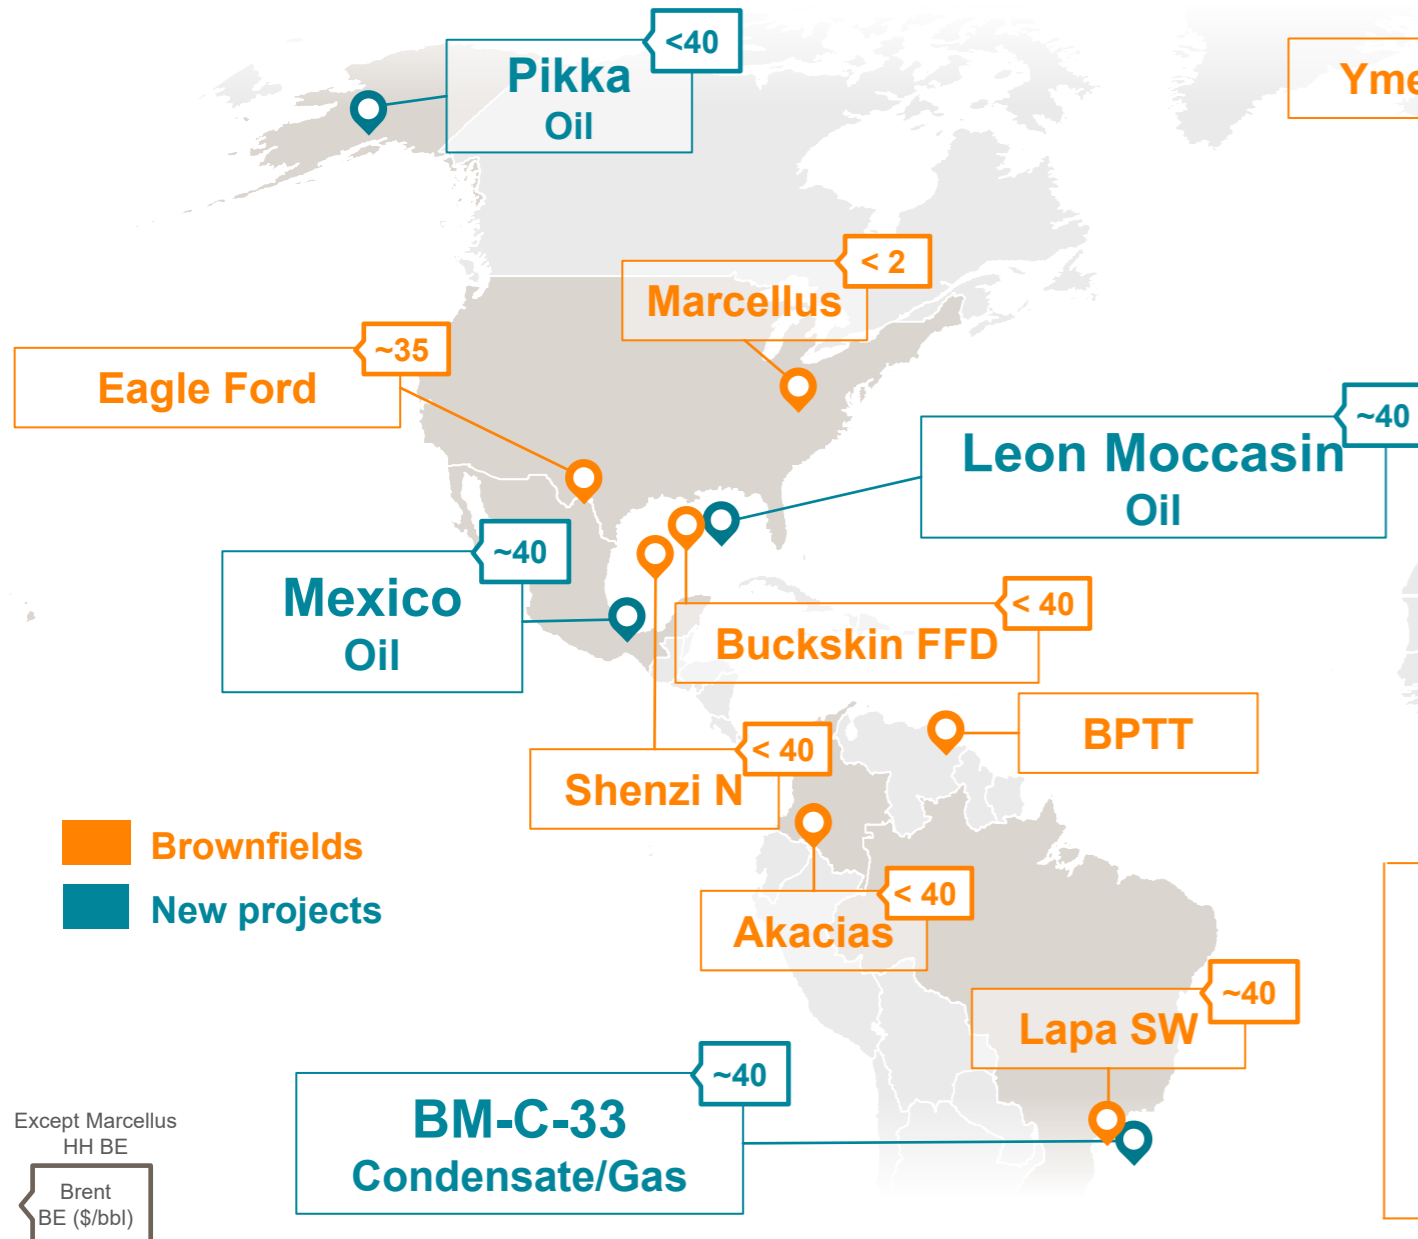 <40
Pikka
Oil
Yme
< 2
Marcellus
~35
Eagle Ford
~40
Leon Moccasin
Oil
~40
Mexico
Oil
< 40
Buckskin FFD
BPTT
< 40
Shenzi N
Brownfields
New projects
< 40
Akacias
~40
Lapa SW
~40
BM-C-33
Condensate/Gas
Except Marcellus
HH BE
Brent
BE ($/bbl)